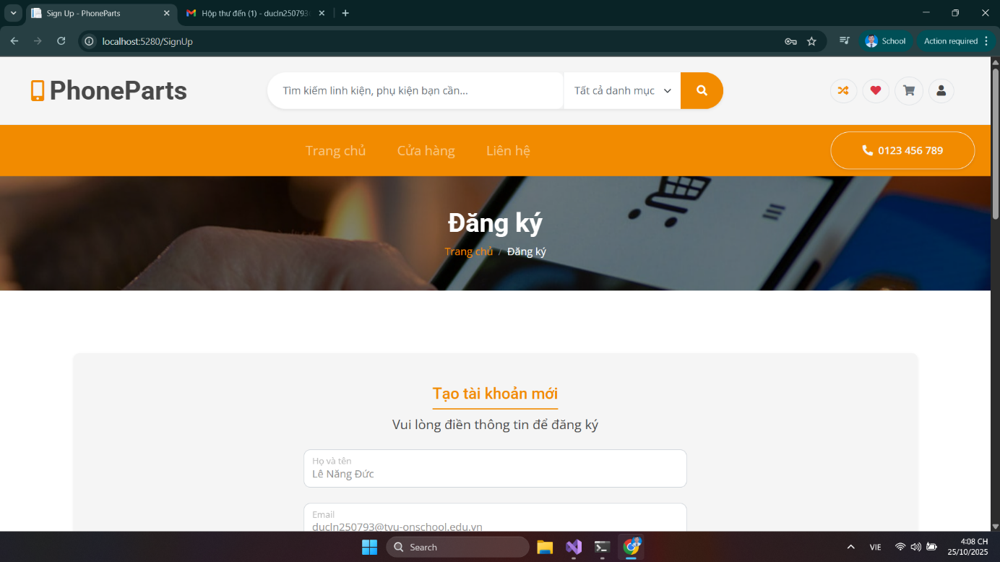 Sign Up - PhoneParts
Hộp thư đến (1) - ducln250793
localhost:5280/SignUp
School
Action required
PhoneParts
Tìm kiếm linh kiện, phụ kiện bạn cần...
Tất cả danh mục
Trang chủ
Cửa hàng
Liên hệ
0123 456 789
Đăng ký
Trang chủ / Đăng ký
Tạo tài khoản mới
Vui lòng điền thông tin để đăng ký
Họ và tên
Lê Năng Đức
Email
ducln250793@tvu-onschool.edu.vn
Search
VIE
4:08 CH
25/10/2025